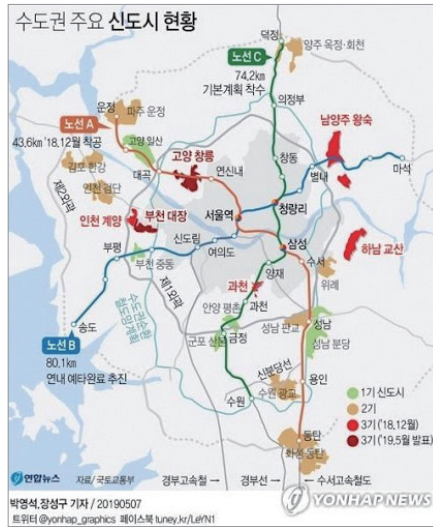 수도권 주요 신도시 현황
노선 C
74.2km
기본계획 착수
덕정
양주 옥정·회천
의정부
노선 A
43.6km '18.12월 착공
운정
파주 운정
고양 일산
대곡
김포 한강
인천 검단
고양 창릉
연신내
창동
남양주 왕숙
별내
마석
제2외곽
인천 계양
부천 대장
서울역
청량리
삼성
수서
하남 교산
위례
부평
부천 중동
신도림
여의도
제1외곽
양재
과천
과천
안양 평촌
송도
노선 B
80.1km
연내 예타완료 추진
군포 산본
금정
성남 판교
성남
성남 분당
신분당선
수원
수원 광교
용인
동탄
화성 동탄
1기 신도시
2기
3기('18.12월)
3기('19.5월 발표)
연합뉴스
자료/국토교통부
경부고속철
경부선
수서고속철도
박영석,장성구 기자 / 20190507
트위터 @yonhap_graphics 페이스북 tuney.kr/LeYN1
YONHAP NEWS